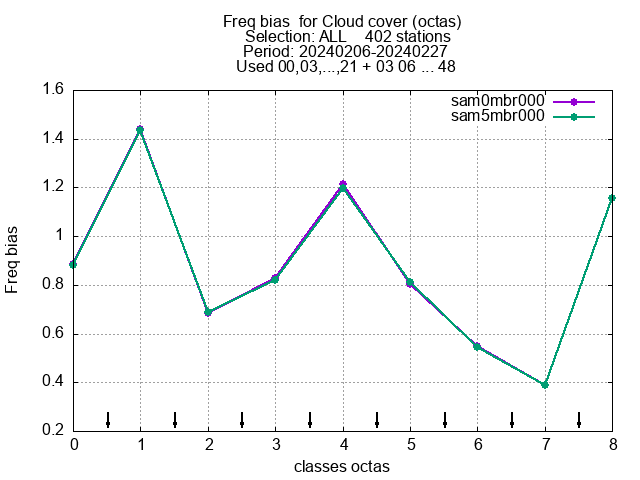 Freq bias  for Cloud cover (octas)
Selection: ALL    402 stations
Period: 20240206-20240227
Used 00,03,...,21 + 03 06 ... 48
sam0mbr000
sam5mbr000
1.6
1.4
1.2
1
0.8
0.6
0.4
0.2
Freq bias
0 1 2 3 4 5 6 7 8
classes octas